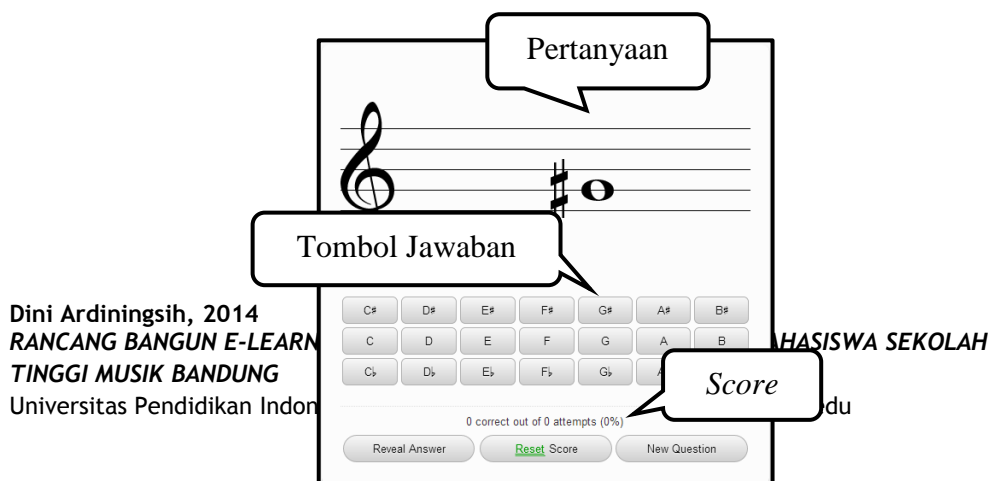 Pertanyaan
Tombol Jawaban
C♯ D♯ E♯ F♯ G♯ A♯ B♯
C D E F G A B
C♭ D♭ E♭ F♭ G♭
Score
0 correct out of 0 attempts (0%)
Reveal Answer Reset Score New Question
Dini Ardiningsih, 2014
RANCANG BANGUN E-LEARN HASISWA SEKOLAH
TINGGI MUSIK BANDUNG
Universitas Pendidikan Indon edu